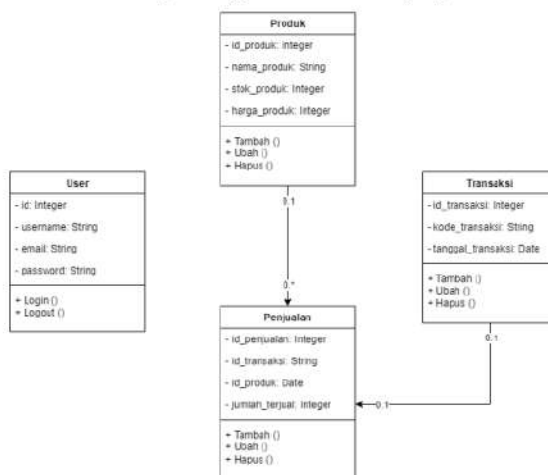 Produk
- id_produk: Integer
- nama_produk: String
- stok_produk: Integer
- harga_produk: Integer
+ Tambah ()
+ Ubah ()
+ Hapus ()
0.1
0.*
User
- id: Integer
- username: String
- email: String
- password: String
+ Login ()
+ Logout ()
Transaksi
- id_transaksi: Integer
- kode_transaksi: String
- tanggal_transaksi: Date
+ Tambah ()
+ Ubah ()
+ Hapus ()
0.1
0.1
Penjualan
- id_penjualan: Integer
- id_transaksi: String
- id_produk: Date
- jumlah_terjual: Integer
+ Tambah ()
+ Ubah ()
+ Hapus ()